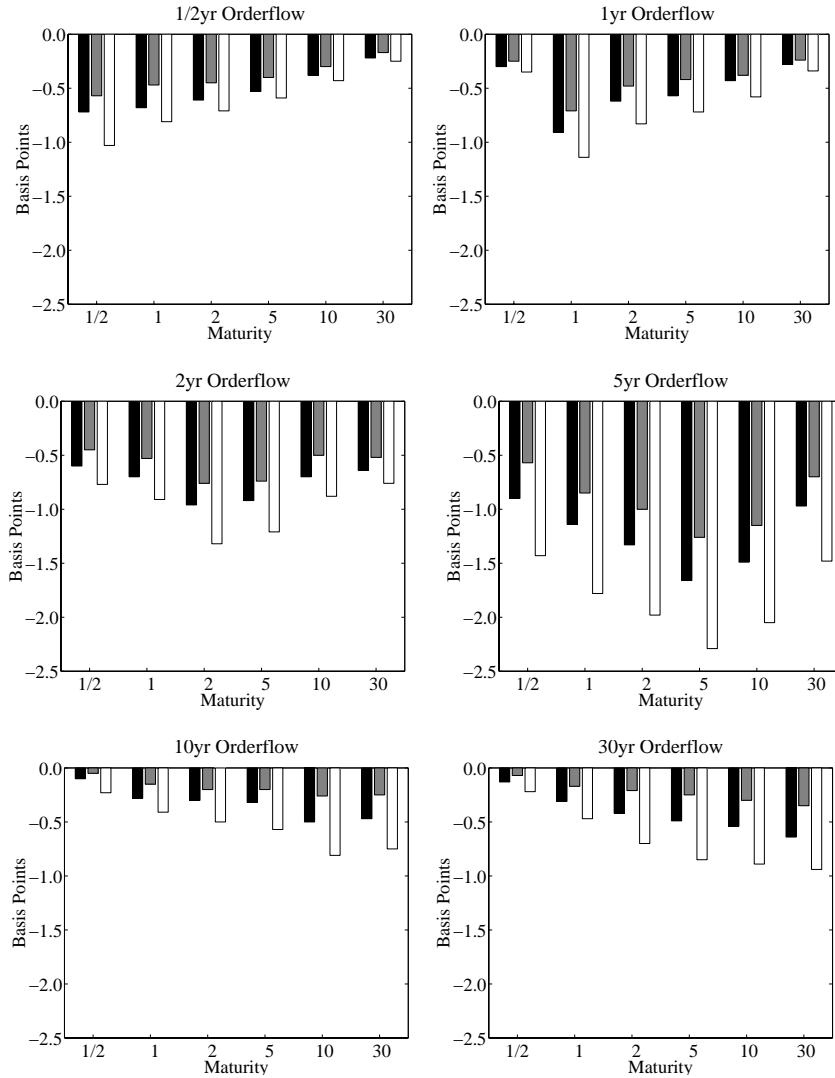 1/2yr Orderflow
0.0
−0.5
−1.0
−1.5
−2.0
−2.5
Basis Points
1/2 1 2 5 10 30
Maturity
1yr Orderflow
0.0
−0.5
−1.0
−1.5
−2.0
−2.5
Basis Points
1/2 1 2 5 10 30
Maturity
2yr Orderflow
0.0
−0.5
−1.0
−1.5
−2.0
−2.5
Basis Points
1/2 1 2 5 10 30
Maturity
5yr Orderflow
0.0
−0.5
−1.0
−1.5
−2.0
−2.5
Basis Points
1/2 1 2 5 10 30
Maturity
10yr Orderflow
0.0
−0.5
−1.0
−1.5
−2.0
−2.5
Basis Points
1/2 1 2 5 10 30
Maturity
30yr Orderflow
0.0
−0.5
−1.0
−1.5
−2.0
−2.5
Basis Points
1/2 1 2 5 10 30
Maturity